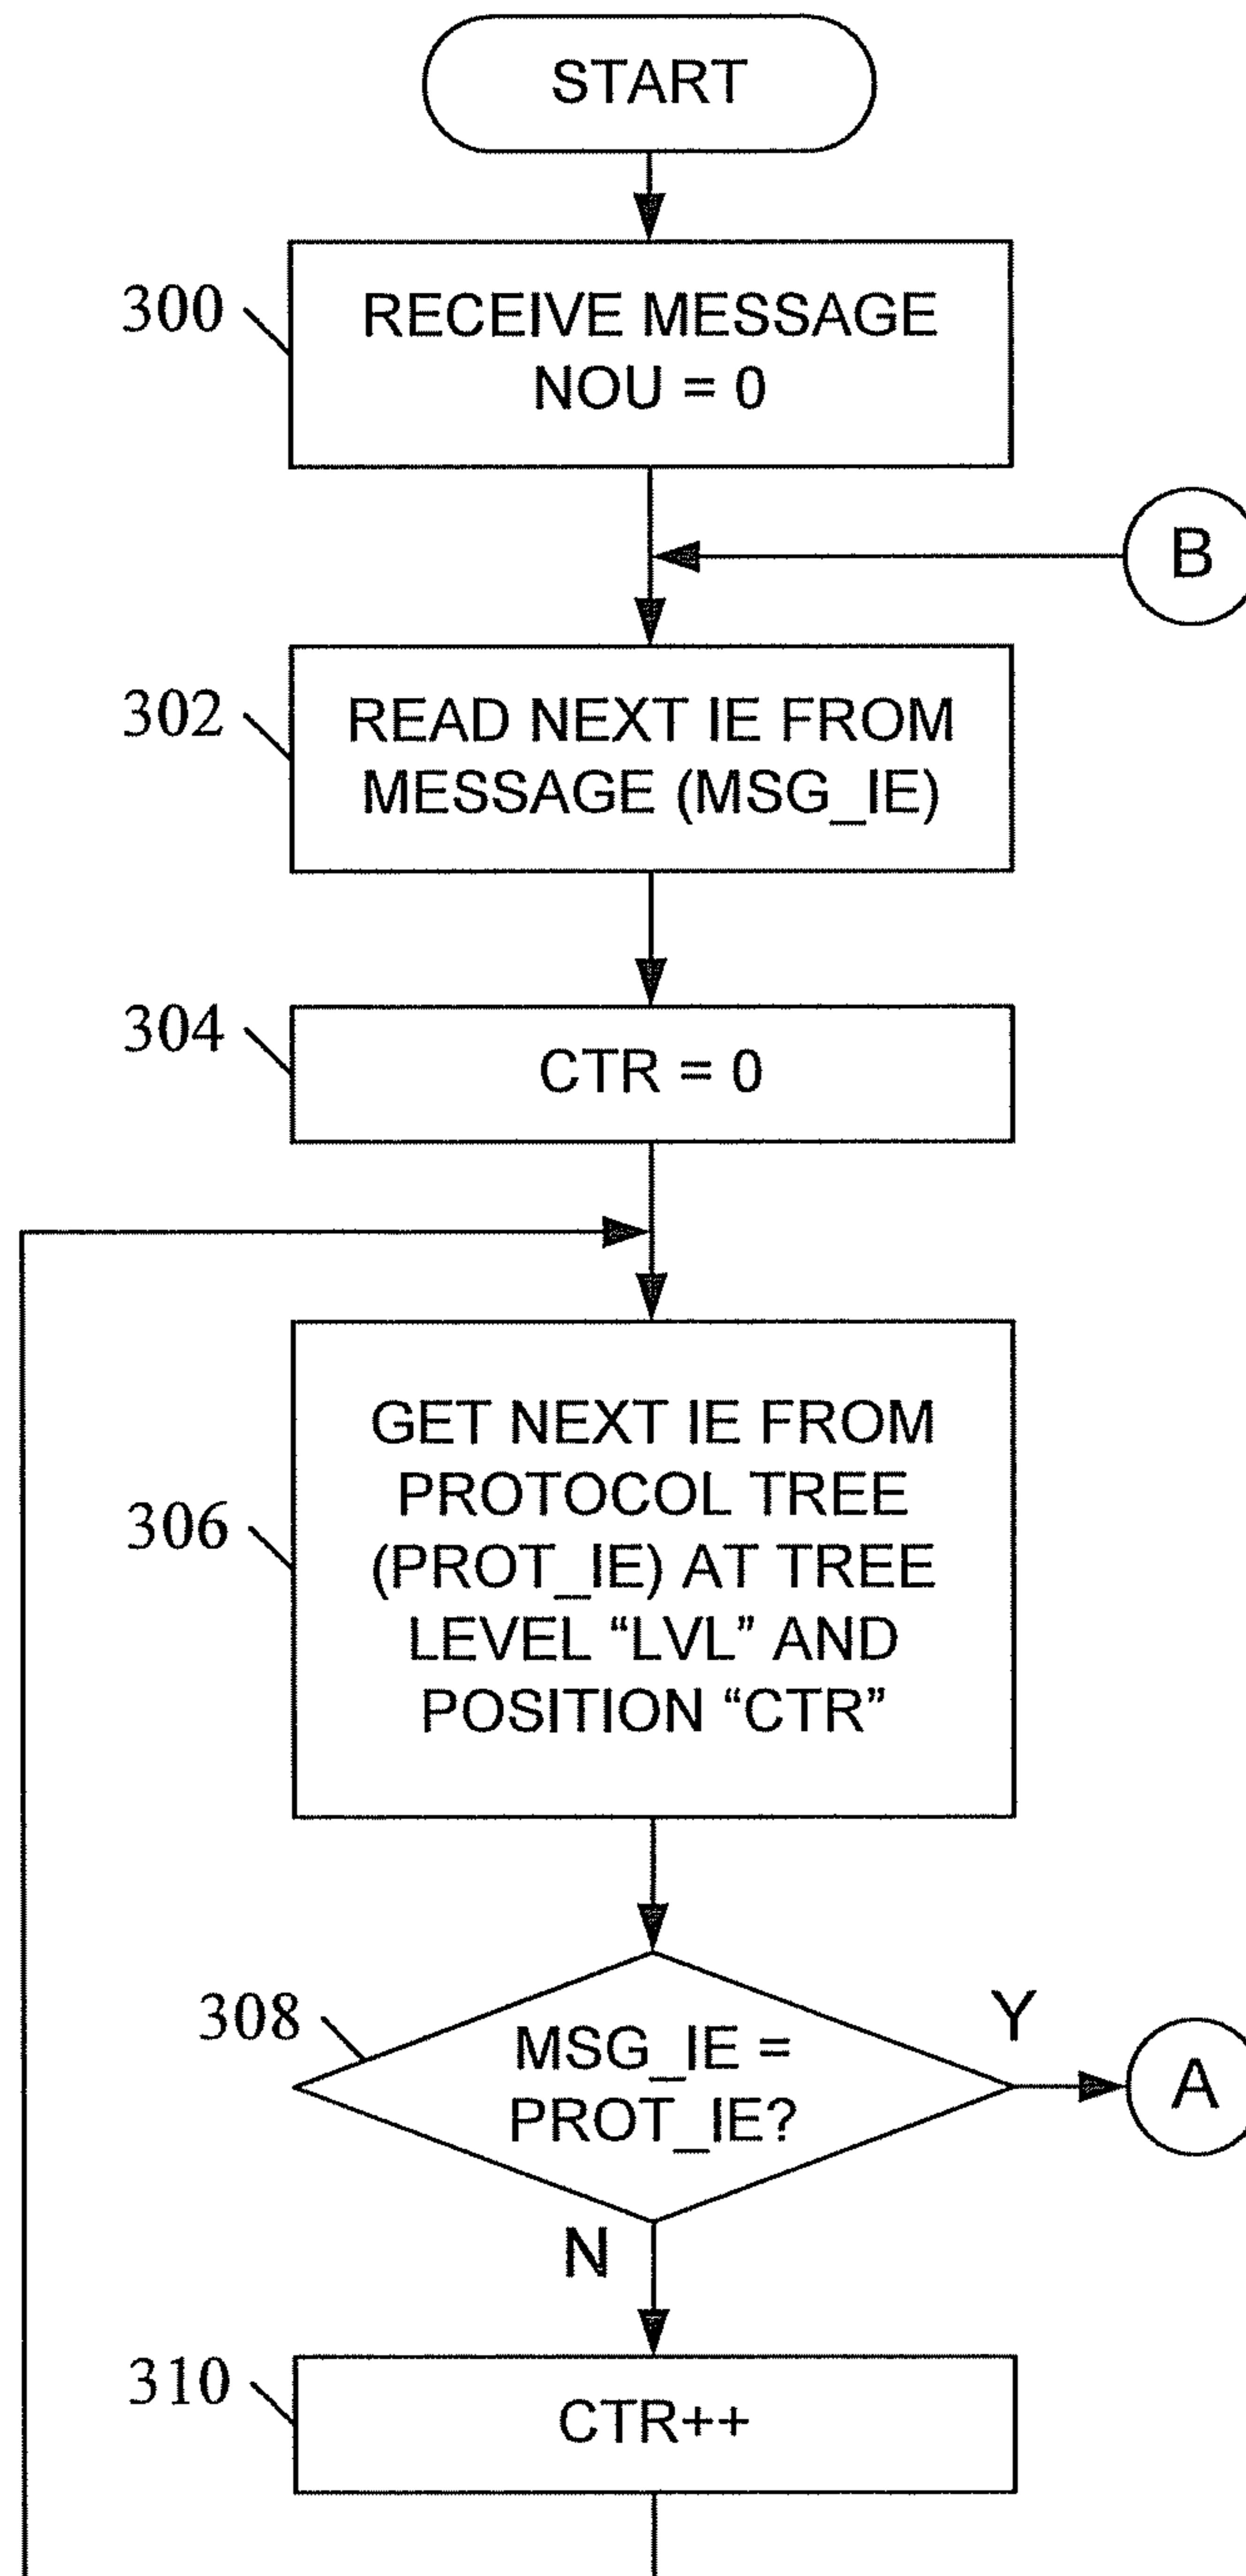 START
300
RECEIVE MESSAGE
NOU = 0
B
302
READ NEXT IE FROM
MESSAGE (MSG_IE)
304
CTR = 0
306
GET NEXT IE FROM
PROTOCOL TREE
(PROT_IE) AT TREE
LEVEL “LVL” AND
POSITION “CTR”
308
MSG_IE =
PROT_IE?
Y
A
N
310
CTR++